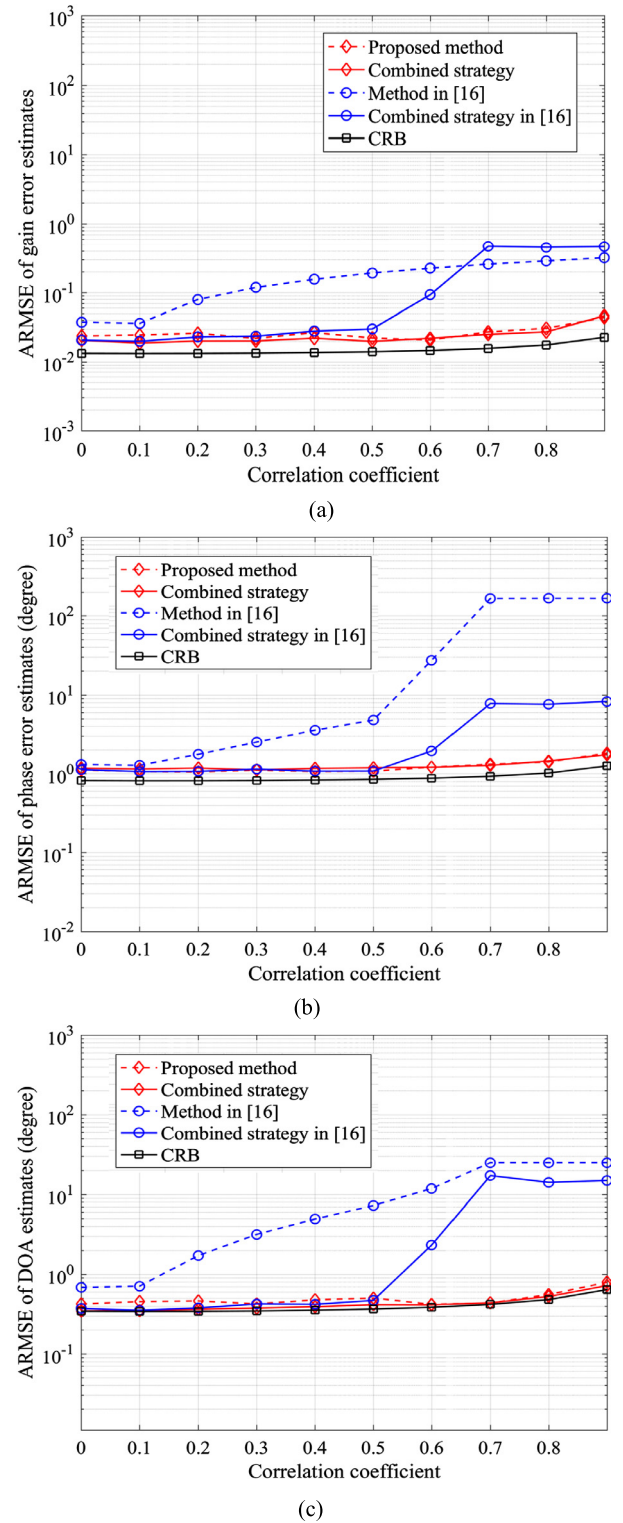 10^3
10^2
10^1
10^0
10^-1
10^-2
10^-3
ARMSE of gain error estimates
Proposed method
Combined strategy
Method in [16]
Combined strategy in [16]
CRB
0 0.1 0.2 0.3 0.4 0.5 0.6 0.7 0.8
Correlation coefficient
(a)
10^3
10^2
10^1
10^0
10^-1
10^-2
ARMSE of phase error estimates (degree)
Proposed method
Combined strategy
Method in [16]
Combined strategy in [16]
CRB
0 0.1 0.2 0.3 0.4 0.5 0.6 0.7 0.8
Correlation coefficient
(b)
10^3
10^2
10^1
10^0
10^-1
ARMSE of DOA estimates (degree)
Proposed method
Combined strategy
Method in [16]
Combined strategy in [16]
CRB
0 0.1 0.2 0.3 0.4 0.5 0.6 0.7 0.8
Correlation coefficient
(c)